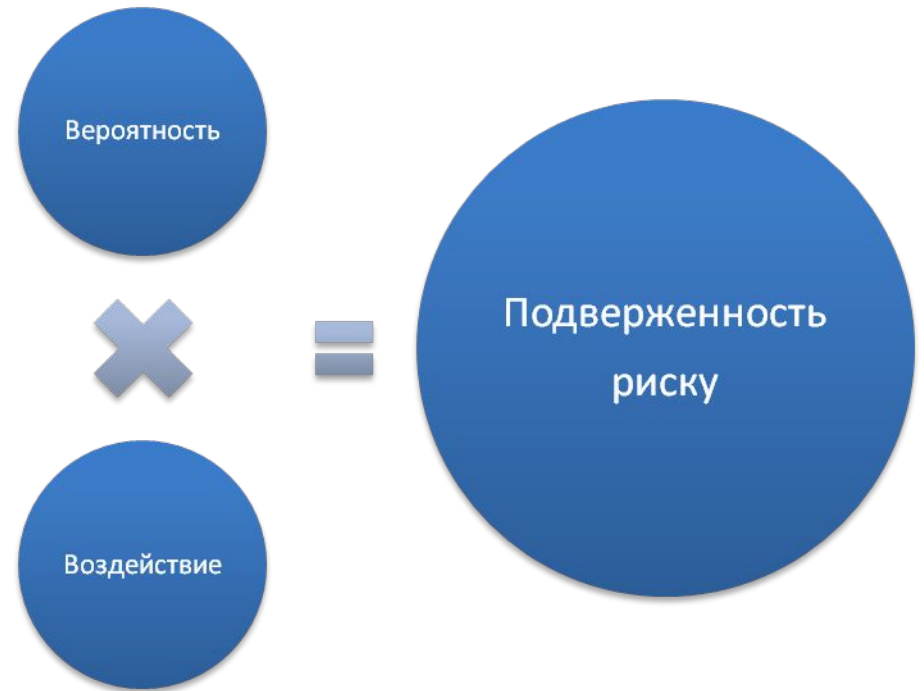 Вероятность
Воздействие
Подверженность
риску